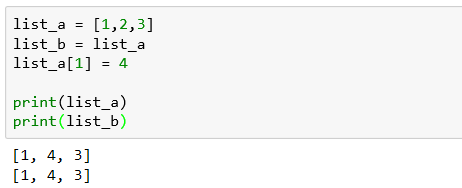 list_a = [1,2,3]
list_b = list_a
list_a[1] = 4

print(list_a)
print(list_b)
[1, 4, 3]
[1, 4, 3]